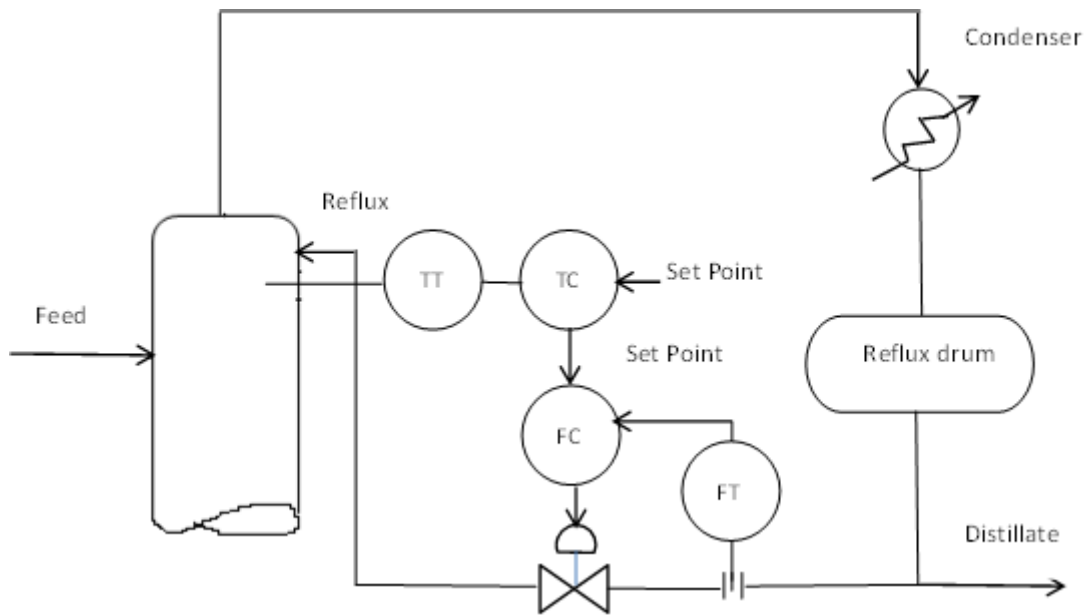 Condenser
Reflux
TT
TC
Set Point
Feed
Set Point
Reflux drum
FC
FT
Distillate